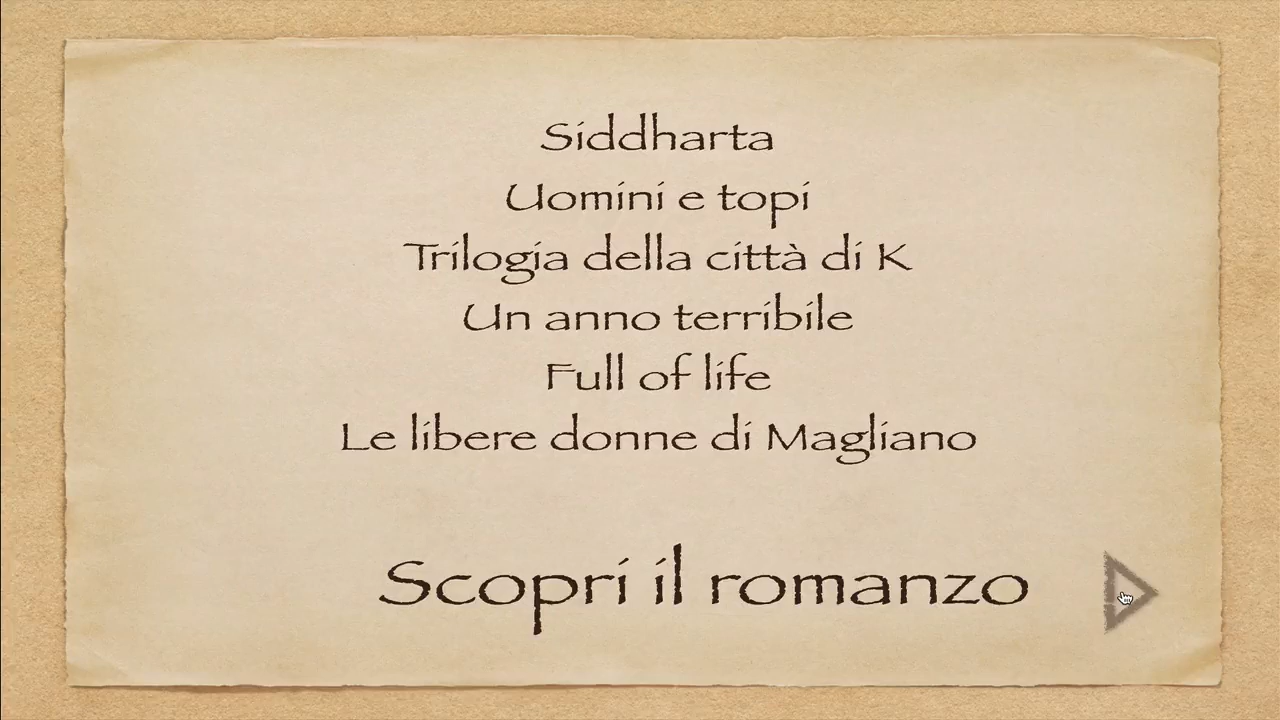 Siddharta
Uomini e topi
Trilogia della città di K
Un anno terribile
Full of life
Le libere donne di Magliano
Scopri il romanzo